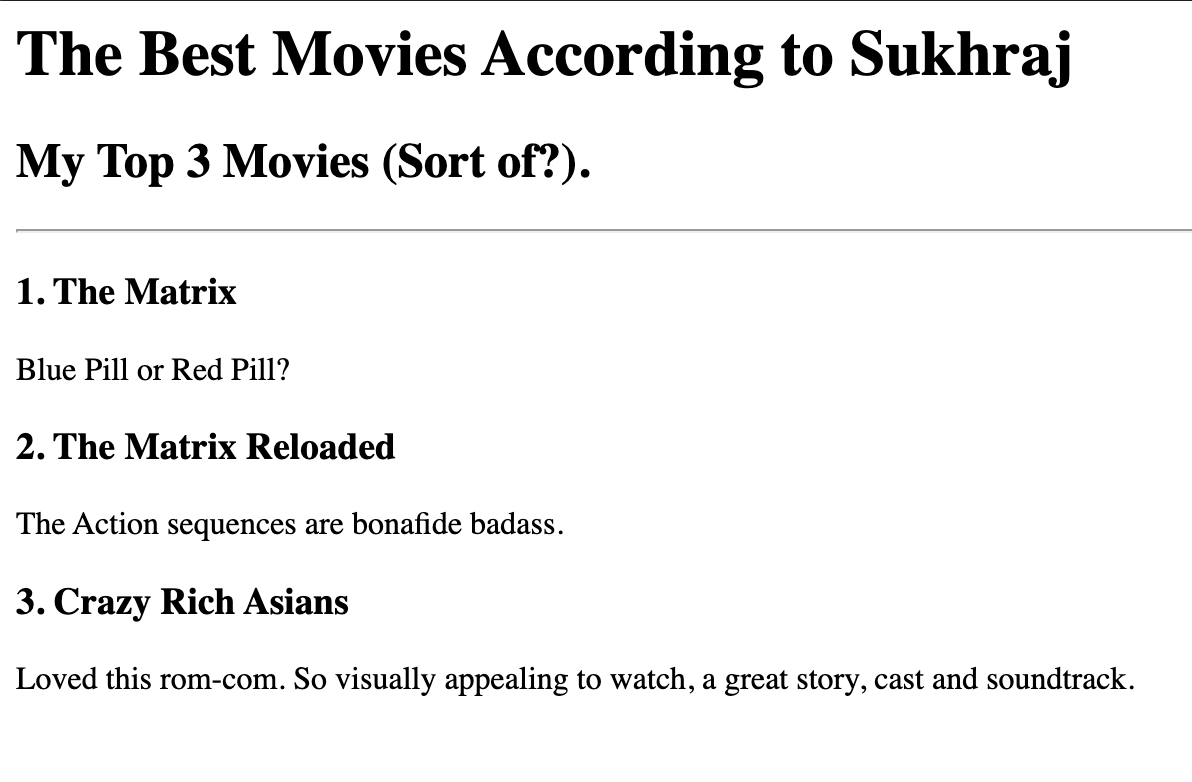 The Best Movies According to Sukhraj
My Top 3 Movies (Sort of?).
1. The Matrix
Blue Pill or Red Pill?
2. The Matrix Reloaded
The Action sequences are bonafide badass.
3. Crazy Rich Asians
Loved this rom-com. So visually appealing to watch, a great story, cast and soundtrack.